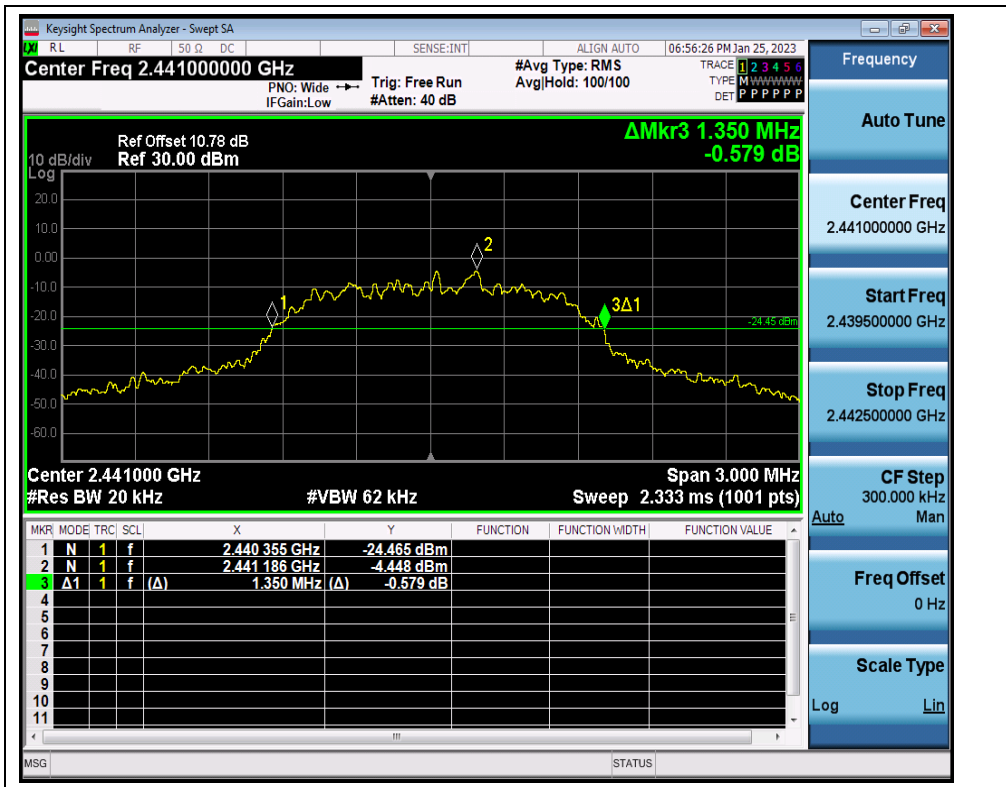 Keysight Spectrum Analyzer - Swept SA
LXI RL RF 50 Ω DC SENSE:INT ALIGN AUTO 06:56:26 PM Jan 25, 2023
Center Freq 2.441000000 GHz #Avg Type: RMS TRACE 1 2 3 4 5 6
PNO: Wide Trig: Free Run Avg|Hold: 100/100 TYPE M WWWWW
IFGain:Low #Atten: 40 dB DET P P P P P P
ΔMkr3 1.350 MHz
-0.579 dB
Ref Offset 10.78 dB
10 dB/div Ref 30.00 dBm
Log
20.0
10.0
0.00
-10.0
-20.0
-30.0
-40.0
-50.0
-60.0
2
1
3Δ1
-24.45 dBm
Center 2.441000 GHz Span 3.000 MHz
#Res BW 20 kHz #VBW 62 kHz Sweep 2.333 ms (1001 pts)
MKR MODE TRC SCL X Y FUNCTION FUNCTION WIDTH FUNCTION VALUE
1 N 1 f 2.440 355 GHz -24.465 dBm
2 N 1 f 2.441 186 GHz -4.448 dBm
3 Δ1 1 f (Δ) 1.350 MHz (Δ) -0.579 dB
4
5
6
7
8
9
10
11
MSG STATUS
Frequency
Auto Tune
Center Freq
2.441000000 GHz
Start Freq
2.439500000 GHz
Stop Freq
2.442500000 GHz
CF Step
300.000 kHz
Auto Man
Freq Offset
0 Hz
Scale Type
Log Lin